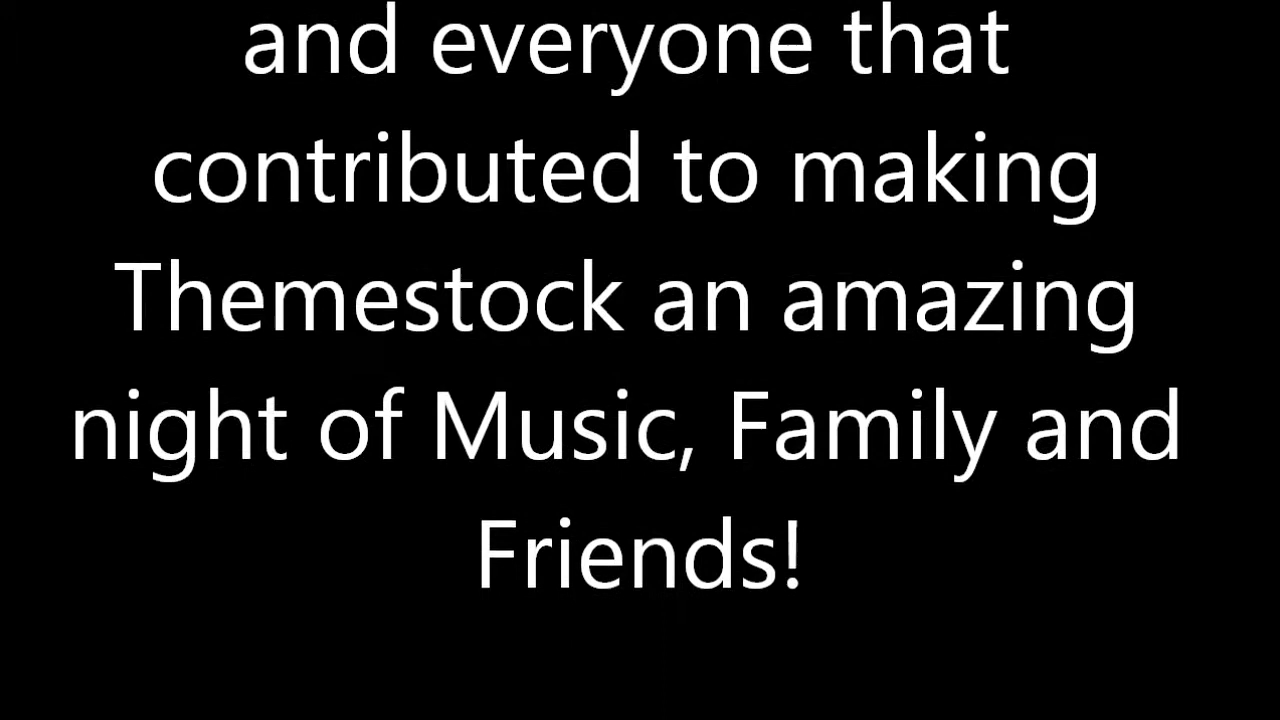 and everyone that
contributed to making
Themestock an amazing
night of Music, Family and
Friends!